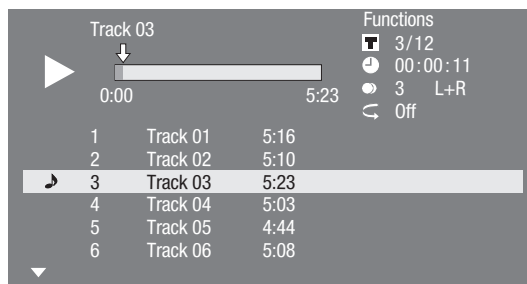 Track 03
0:00 5:23
Functions
T 3/12
00:00:11
3 L+R
Off
1 Track 01 5:16
2 Track 02 5:10
3 Track 03 5:23
4 Track 04 5:03
5 Track 05 4:44
6 Track 06 5:08